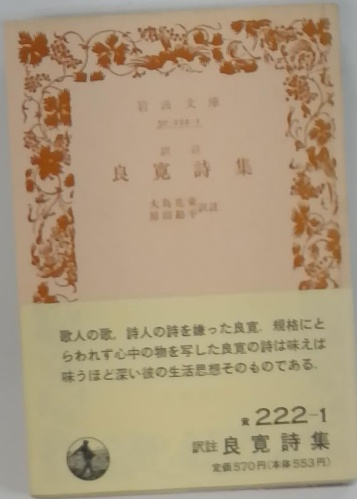 岩波文庫
30-222-1
訳註
良寛詩集
大島花束
原田勘平 訳註
歌人の歌，詩人の詩を嫌った良寛．規格にと
らわれず心中の物を写した良寛の詩は味えば
味うほど深い彼の生活思想そのものである．
黄 222-1
訳註 良寛詩集
定価570円(本体553円)